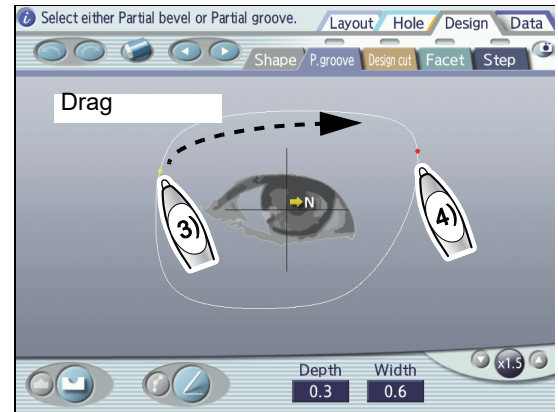 Select either Partial bevel or Partial groove.
Layout Hole Design Data
Shape P.groove Design cut Facet Step
Drag
N
3) 4)
Depth Width
x1.5
0.3 0.6